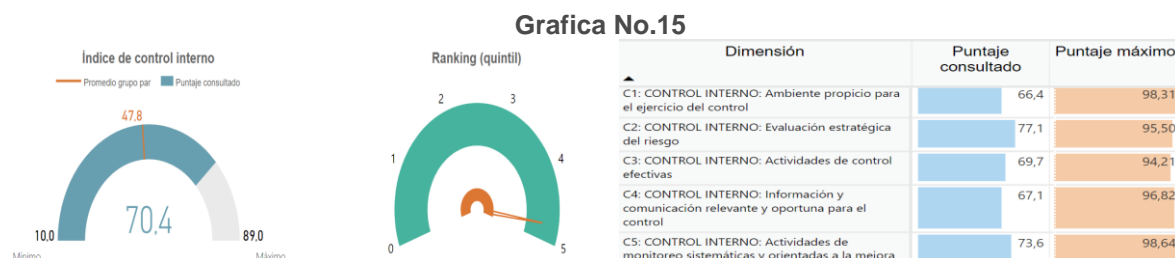 Grafica No.15
Índice de control interno
Promedio grupo par Puntaje consultado
47,8
70,4
10,0
89,0
Mínimo
Máximo
Ranking (quintil)
2
3
1
4
0
5
Dimensión Puntaje consultado Puntaje máximo
C1: CONTROL INTERNO: Ambiente propicio para
el ejercicio del control
66,4 98,31
C2: CONTROL INTERNO: Evaluación estratégica
del riesgo
77,1 95,50
C3: CONTROL INTERNO: Actividades de control
efectivas
69,7 94,21
C4: CONTROL INTERNO: Información y
comunicación relevante y oportuna para el
control
67,1 96,82
C5: CONTROL INTERNO: Actividades de
monitoreo sistemáticas y orientadas a la mejora
73,6 98,64